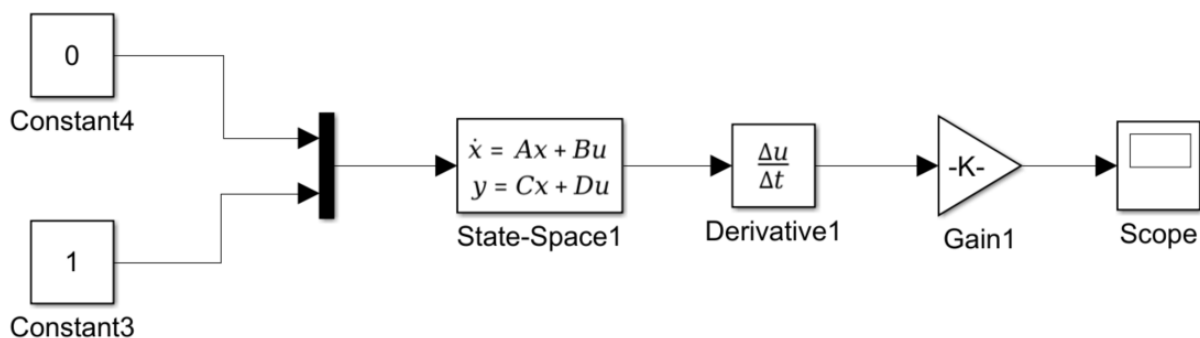 0
Constant4
1
Constant3
ẋ = Ax + Bu
y = Cx + Du
State-Space1
Δu
Δt
Derivative1
-K-
Gain1
Scope